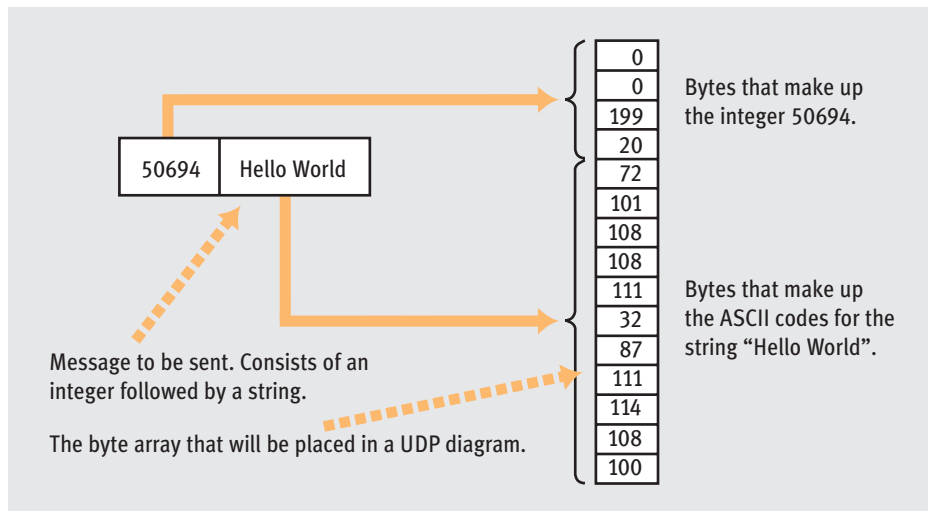 50694 Hello World
0
0
199
20
72
101
108
108
111
32
87
111
114
108
100
Bytes that make up
the integer 50694.
Bytes that make up
the ASCII codes for the
string “Hello World”.
Message to be sent. Consists of an
integer followed by a string.
The byte array that will be placed in a UDP diagram.